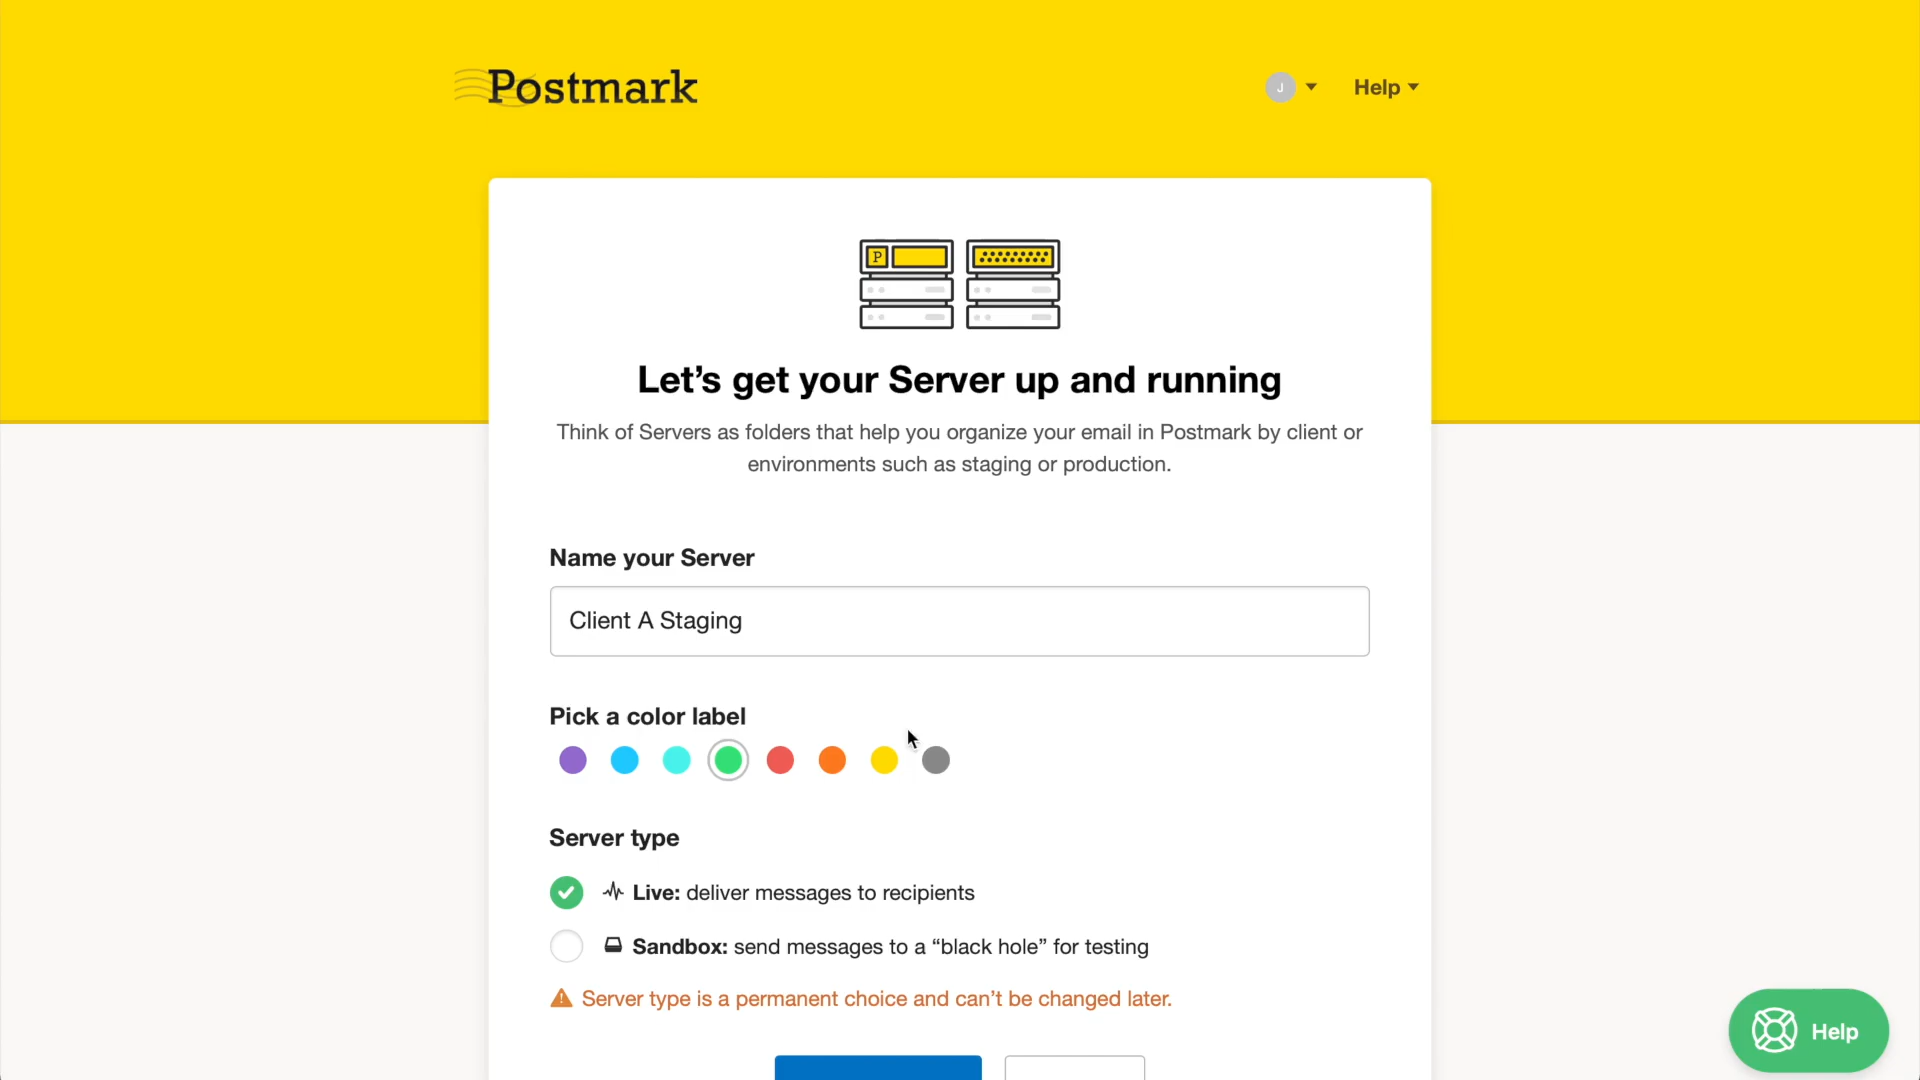 Postmark
J
Help
P
Let’s get your Server up and running
Think of Servers as folders that help you organize your email in Postmark by client or
environments such as staging or production.
Name your Server
Client A Staging
Pick a color label
Server type
Live: deliver messages to recipients
Sandbox: send messages to a “black hole” for testing
Server type is a permanent choice and can’t be changed later.
Help